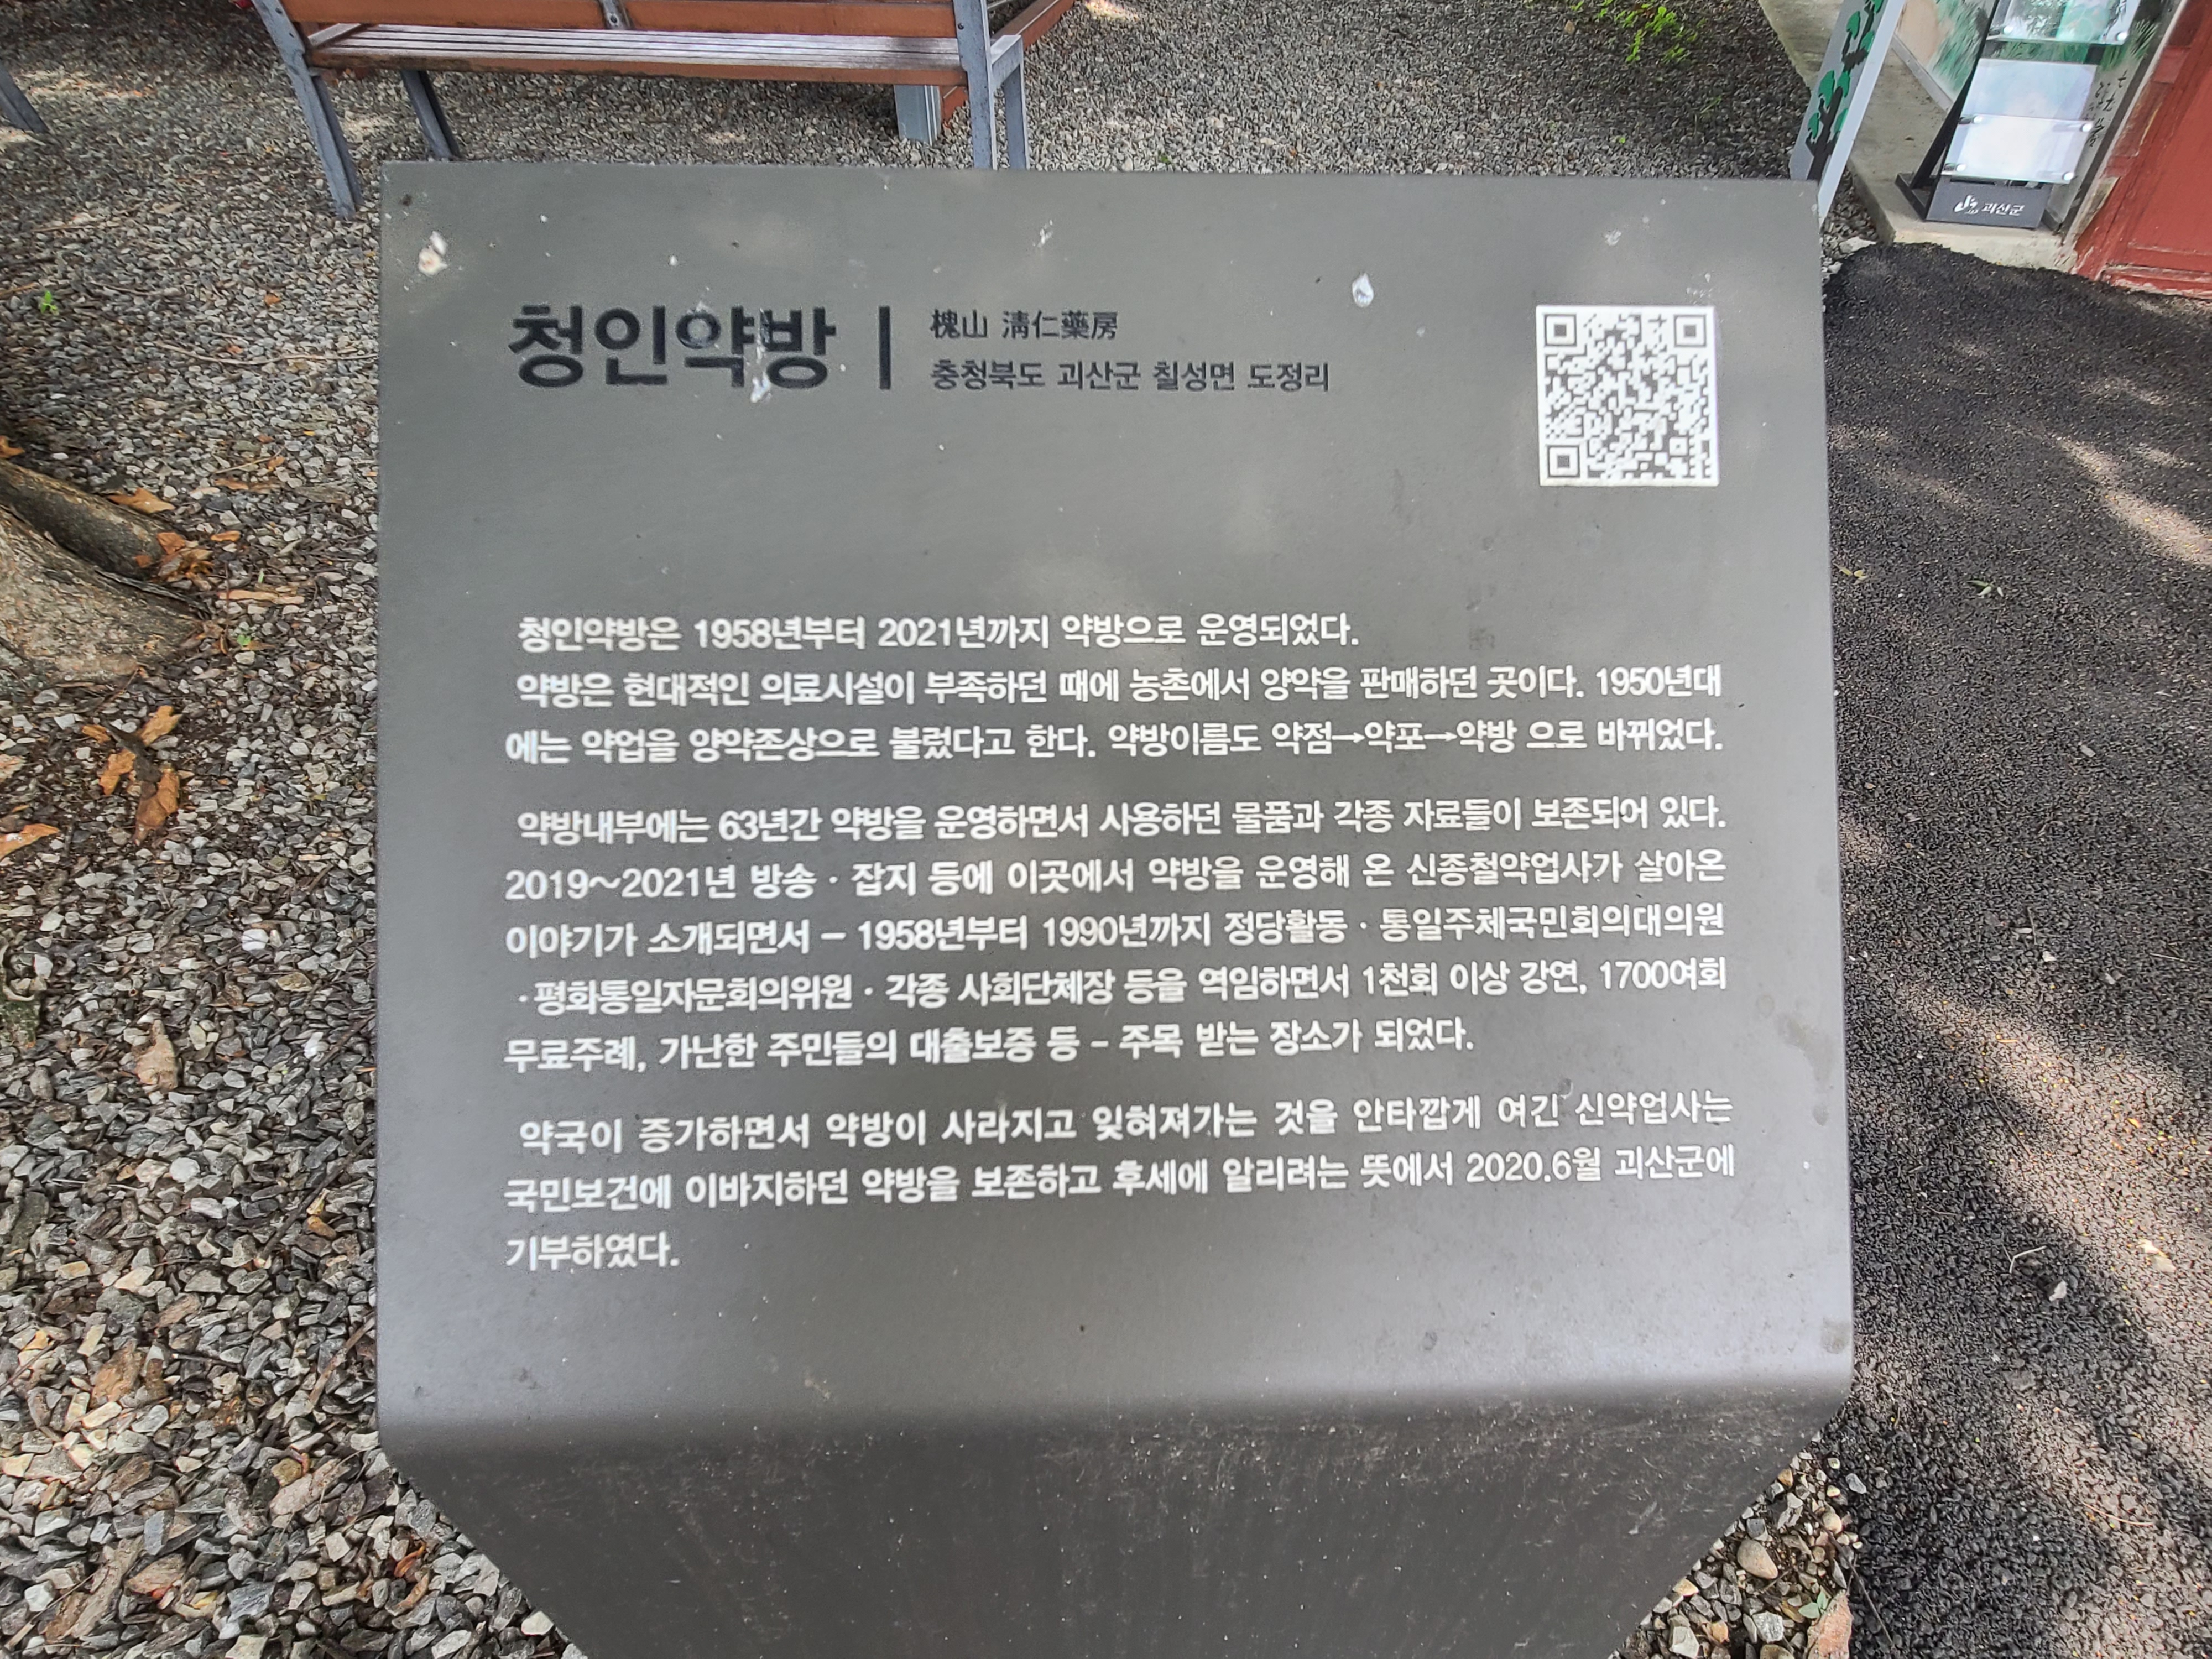 청인약방
槐山 淸仁藥房
충청북도 괴산군 칠성면 도정리
청인약방은 1958년부터 2021년까지 약방으로 운영되었다.
약방은 현대적인 의료시설이 부족하던 때에 농촌에서 양약을 판매하던 곳이다. 1950년대
에는 약업을 양약존상으로 불렀다고 한다. 약방이름도 약점→약포→약방 으로 바뀌었다.
약방내부에는 63년간 약방을 운영하면서 사용하던 물품과 각종 자료들이 보존되어 있다.
2019~2021년 방송·잡지 등에 이곳에서 약방을 운영해 온 신종철약업사가 살아온
이야기가 소개되면서 – 1958년부터 1990년까지 정당활동·통일주체국민회의대의원
·평화통일자문회의위원·각종 사회단체장 등을 역임하면서 1천회 이상 강연, 1700여회
무료주례, 가난한 주민들의 대출보증 등 – 주목 받는 장소가 되었다.
약국이 증가하면서 약방이 사라지고 잊혀져가는 것을 안타깝게 여긴 신약업사는
국민보건에 이바지하던 약방을 보존하고 후세에 알리려는 뜻에서 2020.6월 괴산군에
기부하였다.
괴산군